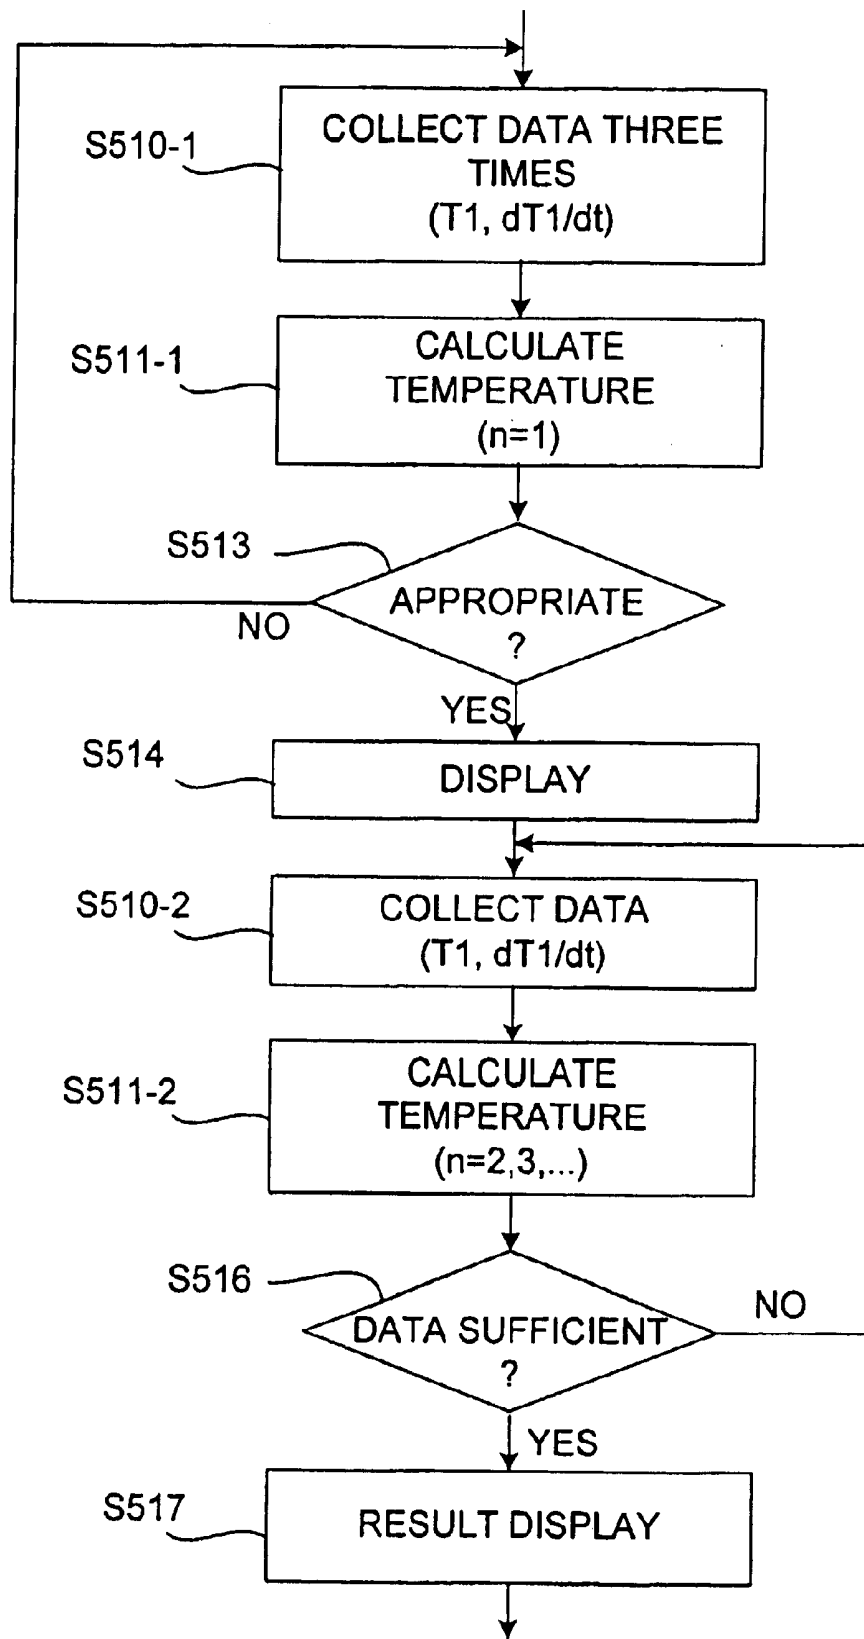 COLLECT DATA THREE
TIMES
(T1, dT1/dt)
S510-1
CALCULATE
TEMPERATURE
(n=1)
S511-1
S513
APPROPRIATE
?
NO
YES
S514
DISPLAY
S510-2
COLLECT DATA
(T1, dT1/dt)
S511-2
CALCULATE
TEMPERATURE
(n=2,3,...)
S516
DATA SUFFICIENT
?
NO
YES
S517
RESULT DISPLAY